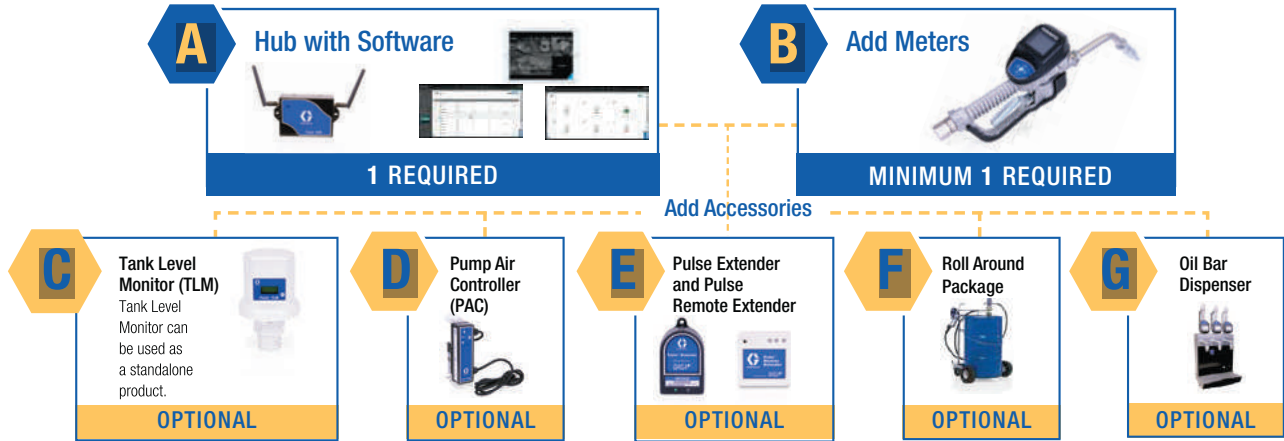 A
Hub with Software
1 REQUIRED
B
Add Meters
MINIMUM 1 REQUIRED
Add Accessories
C
Tank Level
Monitor (TLM)
Tank Level
Monitor can
be used as
a standalone
product.
OPTIONAL
D
Pump Air
Controller
(PAC)
OPTIONAL
E
Pulse Extender
and Pulse
Remote Extender
OPTIONAL
F
Roll Around
Package
OPTIONAL
G
Oil Bar
Dispenser
OPTIONAL